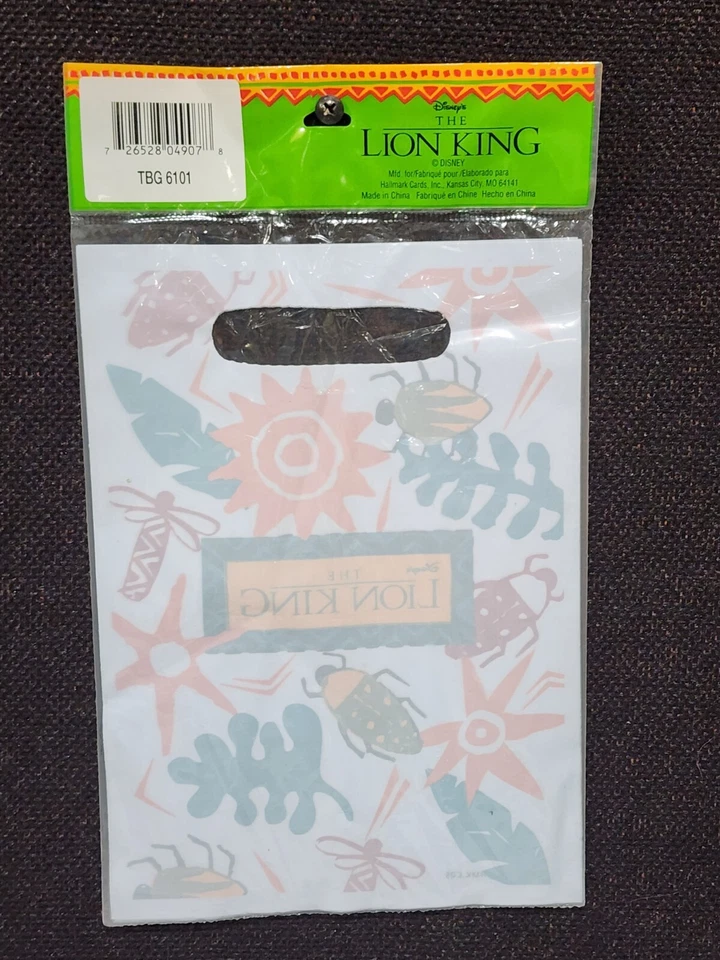 7 26528 04907 8
TBG 6101
Disney's
THE
LION KING
© DISNEY
Mfd. for/Fabriqué pour/Elaborado para
Hallmark Cards, Inc., Kansas City, MO 64141
Made in China Fabriqué en Chine Hecho en China
Disney's
THE
LION KING